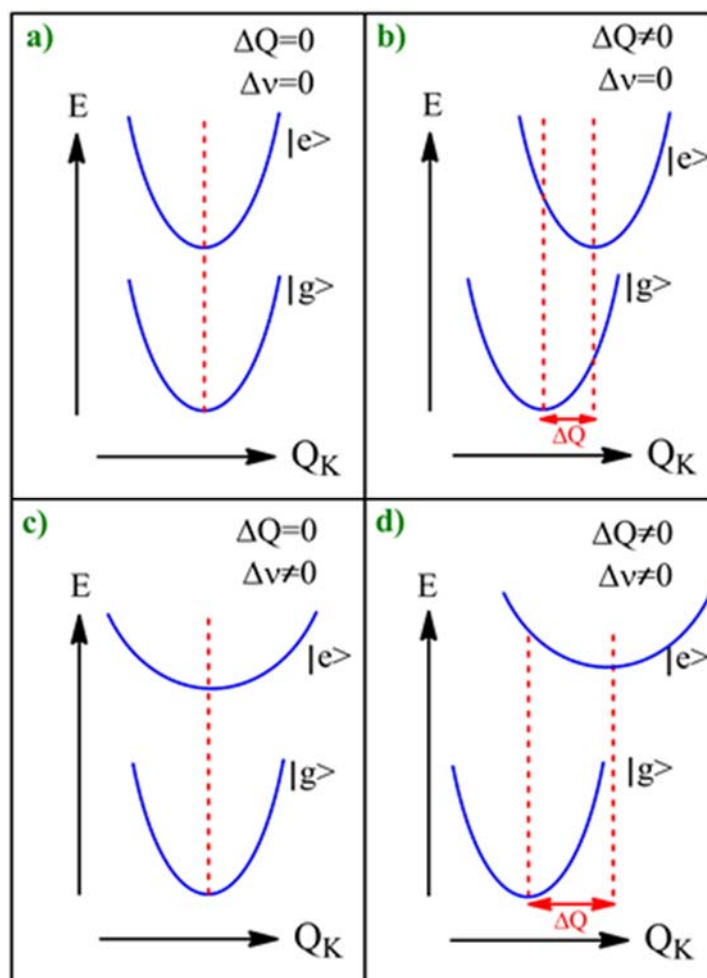 a)
ΔQ=0
Δν=0
E
|e>
|g>
Q_K
b)
ΔQ≠0
Δν=0
E
|e>
|g>
ΔQ
Q_K
c)
ΔQ=0
Δν≠0
E
|e>
|g>
Q_K
d)
ΔQ≠0
Δν≠0
E
|e>
|g>
ΔQ
Q_K